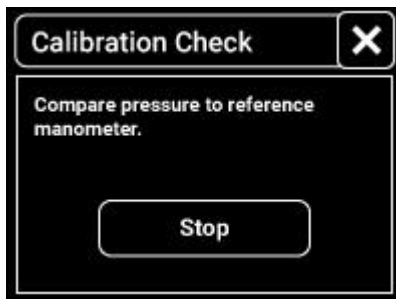 Calibration Check
Compare pressure to reference
manometer.
Stop